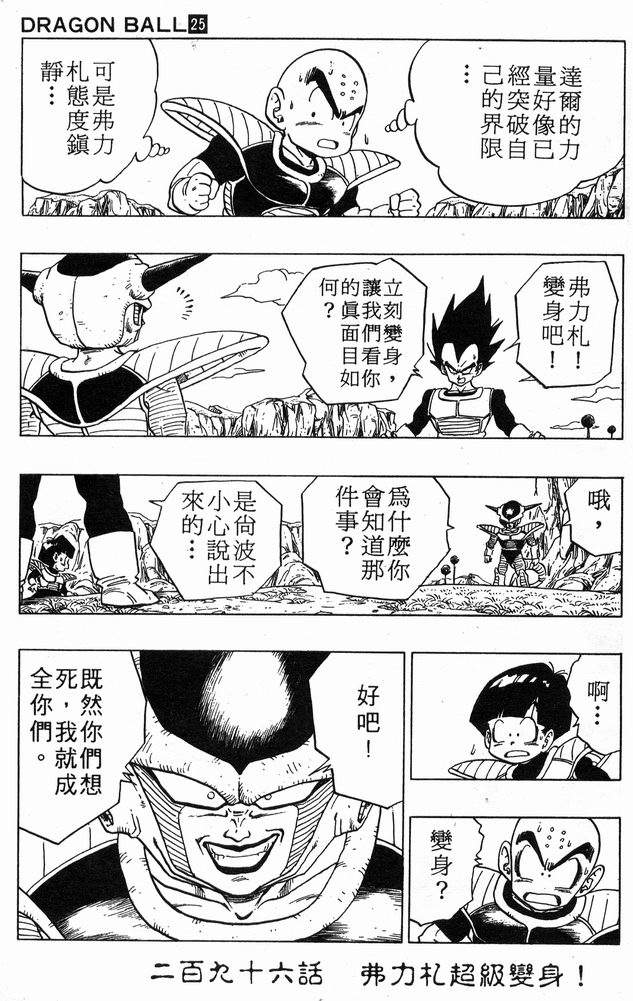 DRAGON BALL 25
達爾的力
量好像已
經突破自
己的界限
…
可是弗力
札態度鎮
靜…
弗力札！
變身吧！
立刻變身，
讓我們看你
的眞面目如
何？
哦，
爲什麼你
會知道那
件事？
是尙波不
小心說出
來的…
啊…
變身？
好吧！
既然你們想
死，我就成
全你們。
二百九十六話　弗力札超級變身！